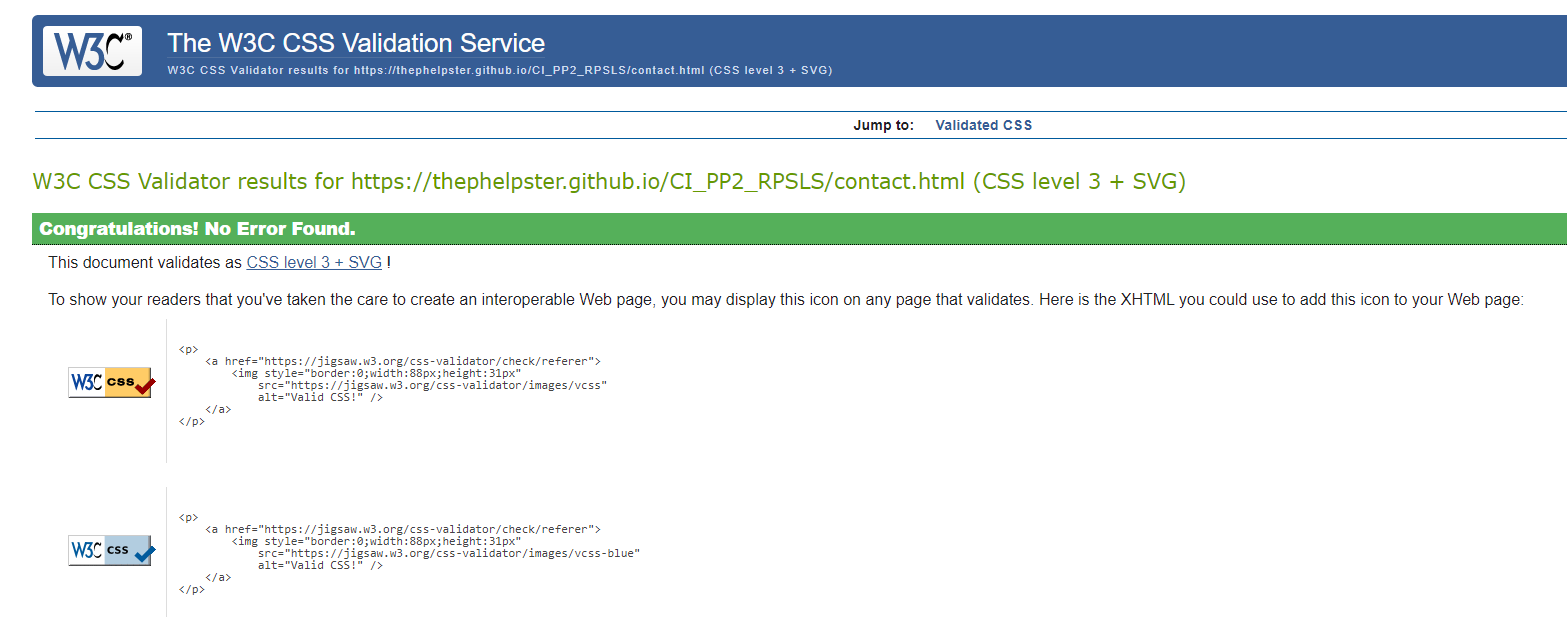 W3C® The W3C CSS Validation Service
W3C CSS Validator results for https://thephelpster.github.io/CI_PP2_RPSLS/contact.html (CSS level 3 + SVG)
Jump to: Validated CSS
W3C CSS Validator results for https://thephelpster.github.io/CI_PP2_RPSLS/contact.html (CSS level 3 + SVG)
Congratulations! No Error Found.
This document validates as CSS level 3 + SVG !
To show your readers that you've taken the care to create an interoperable Web page, you may display this icon on any page that validates. Here is the XHTML you could use to add this icon to your Web page:
W3C css
<p>
<a href="https://jigsaw.w3.org/css-validator/check/referer">
<img style="border:0;width:88px;height:31px"
src="https://jigsaw.w3.org/css-validator/images/vcss"
alt="Valid CSS!" />
</a>
</p>
W3C css
<p>
<a href="https://jigsaw.w3.org/css-validator/check/referer">
<img style="border:0;width:88px;height:31px"
src="https://jigsaw.w3.org/css-validator/images/vcss-blue"
alt="Valid CSS!" />
</a>
</p>